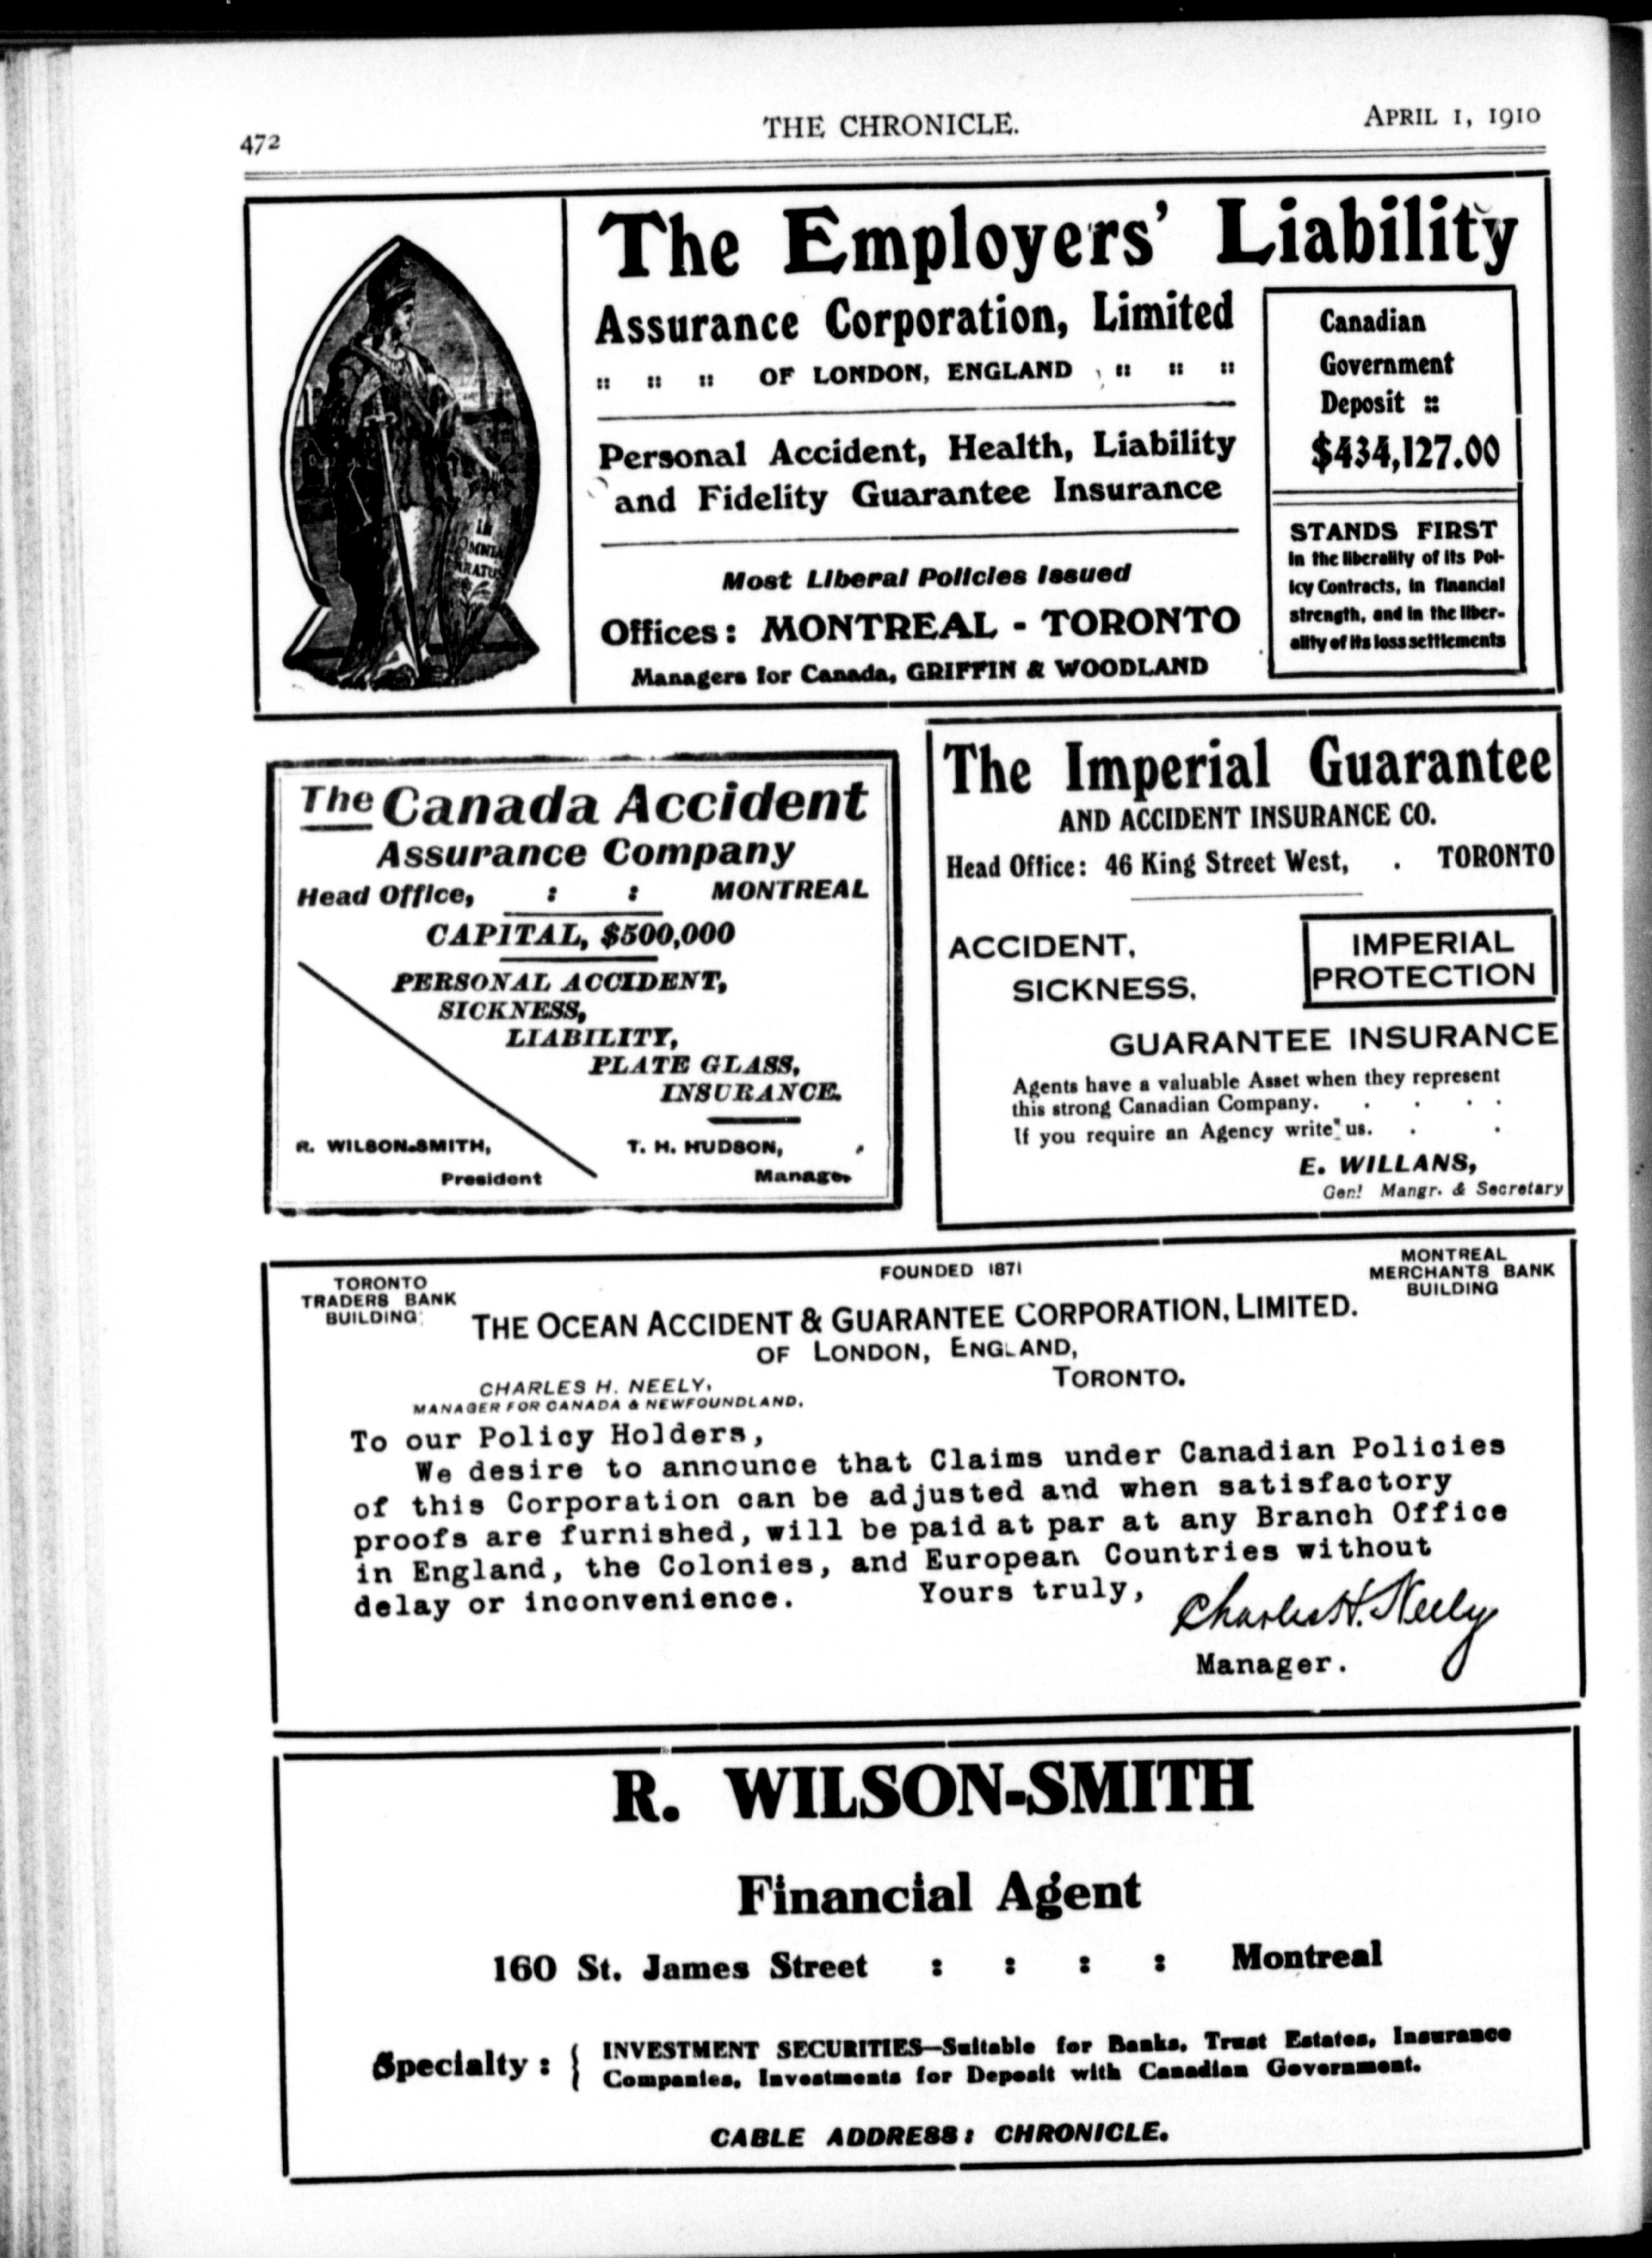 472
THE CHRONICLE.
APRIL 1, 1910
IN
OMNIA
PARATUS
The Employers' Liability
Assurance Corporation, Limited
:: :: :: OF LONDON, ENGLAND :: :: ::
Personal Accident, Health, Liability
and Fidelity Guarantee Insurance
Most Liberal Policies Issued
Offices: MONTREAL - TORONTO
Managers for Canada, GRIFFIN & WOODLAND
Canadian
Government
Deposit ::
$434,127.00
STANDS FIRST
in the liberality of its Pol-
icy Contracts, in financial
strength, and in the liber-
ality of its loss settlements
The Canada Accident
Assurance Company
Head Office, : : MONTREAL
CAPITAL, $500,000
PERSONAL ACCIDENT,
SICKNESS,
LIABILITY,
PLATE GLASS,
INSURANCE.
R. WILSON-SMITH,
President
T. H. HUDSON,
Manager
The Imperial Guarantee
AND ACCIDENT INSURANCE CO.
Head Office: 46 King Street West, . TORONTO
ACCIDENT,
SICKNESS,
IMPERIAL
PROTECTION
GUARANTEE INSURANCE
Agents have a valuable Asset when they represent
this strong Canadian Company. . . . .
If you require an Agency write us. . .
E. WILLANS,
Gen! Mangr. & Secretary
TORONTO
TRADERS BANK
BUILDING
FOUNDED 1871
MONTREAL
MERCHANTS BANK
BUILDING
THE OCEAN ACCIDENT & GUARANTEE CORPORATION, LIMITED.
OF LONDON, ENGLAND,
TORONTO.
CHARLES H. NEELY,
MANAGER FOR CANADA & NEWFOUNDLAND.
To our Policy Holders,
We desire to announce that Claims under Canadian Policies
of this Corporation can be adjusted and when satisfactory
proofs are furnished, will be paid at par at any Branch Office
in England, the Colonies, and European Countries without
delay or inconvenience. Yours truly,
Charles H. Neely
Manager.
R. WILSON-SMITH
Financial Agent
160 St. James Street : : : : Montreal
Specialty : { INVESTMENT SECURITIES—Suitable for Banks, Trust Estates, Insurance
Companies, Investments for Deposit with Canadian Government.
CABLE ADDRESS: CHRONICLE.